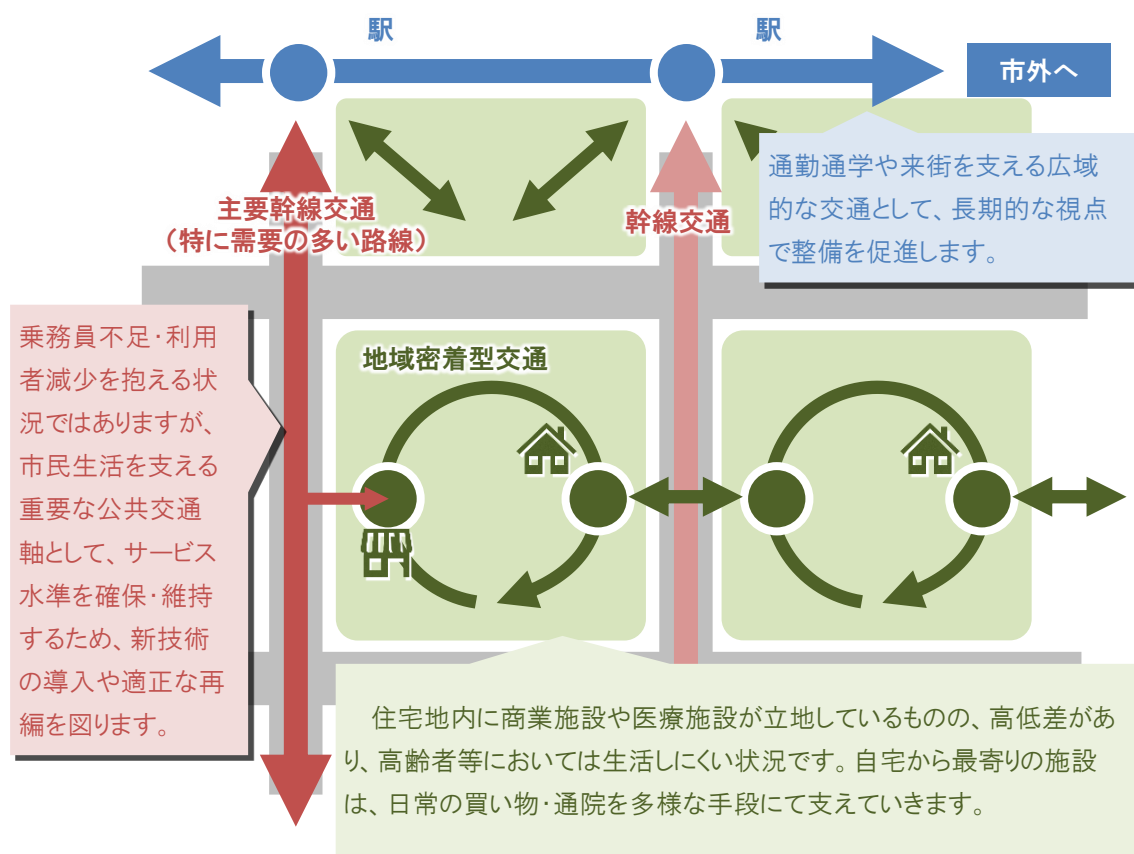 駅
駅
市外へ
通勤通学や来街を支える広域
的な交通として、長期的な視点
で整備を促進します。
主要幹線交通
（特に需要の多い路線）
幹線交通
乗務員不足・利用
者減少を抱える状
況ではありますが、
市民生活を支える
重要な公共交通
軸として、サービス
水準を確保・維持
するため、新技術
の導入や適正な再
編を図ります。
地域密着型交通
住宅地内に商業施設や医療施設が立地しているものの、高低差があ
り、高齢者等においては生活しにくい状況です。自宅から最寄りの施設
は、日常の買い物・通院を多様な手段にて支えていきます。